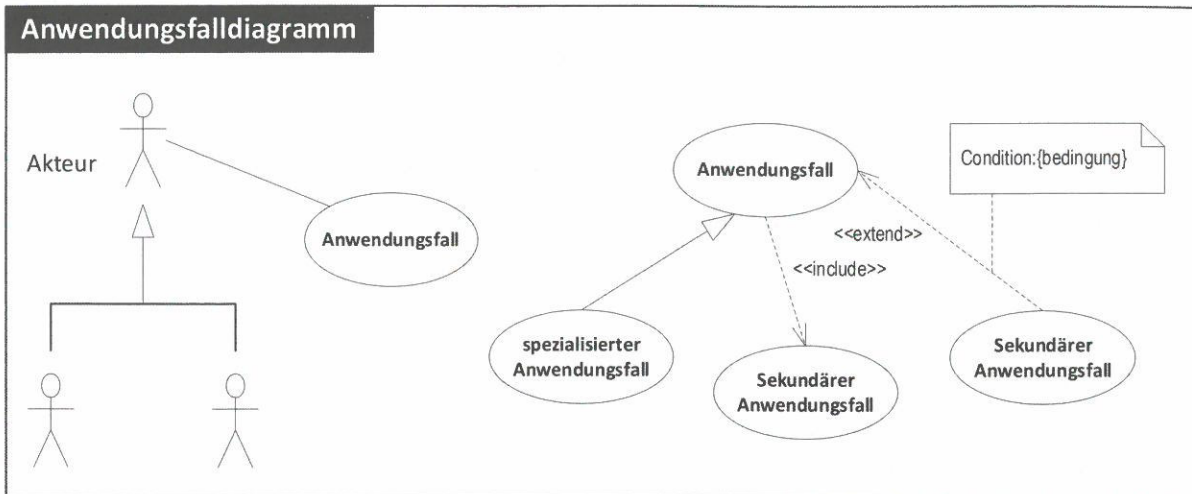 Anwendungsfalldiagramm
Akteur
Anwendungsfall
Anwendungsfall
Condition:{bedingung}
<<extend>>
<<include>>
spezialisierter
Anwendungsfall
Sekundärer
Anwendungsfall
Sekundärer
Anwendungsfall